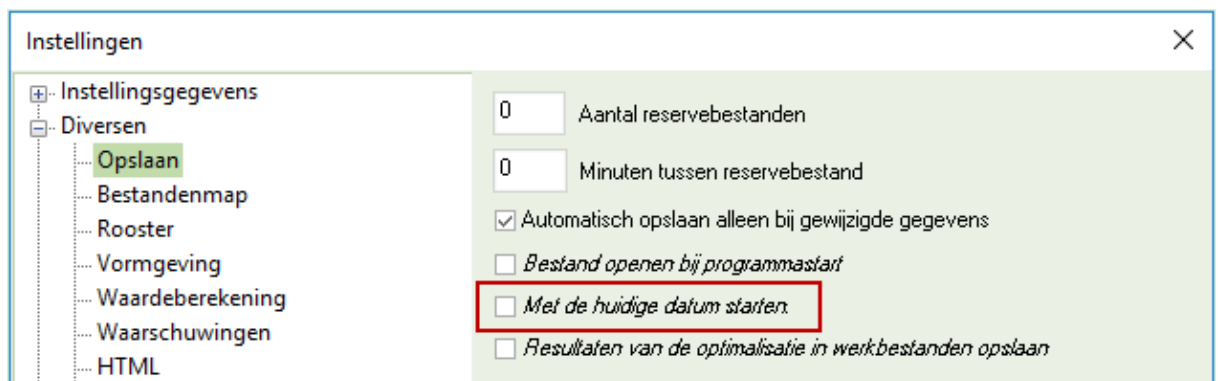 Instellingen
Instellingsgegevens
Diversen
Opslaan
Bestandenmap
Rooster
Vormgeving
Waardeberekening
Waarschuwingen
HTML
0 Aantal reservebestanden
0 Minuten tussen reservebestand
Automatisch opslaan alleen bij gewijzigde gegevens
Bestand openen bij programmastart
Met de huidige datum starten.
Resultaten van de optimalisatie in werkbestanden opslaan